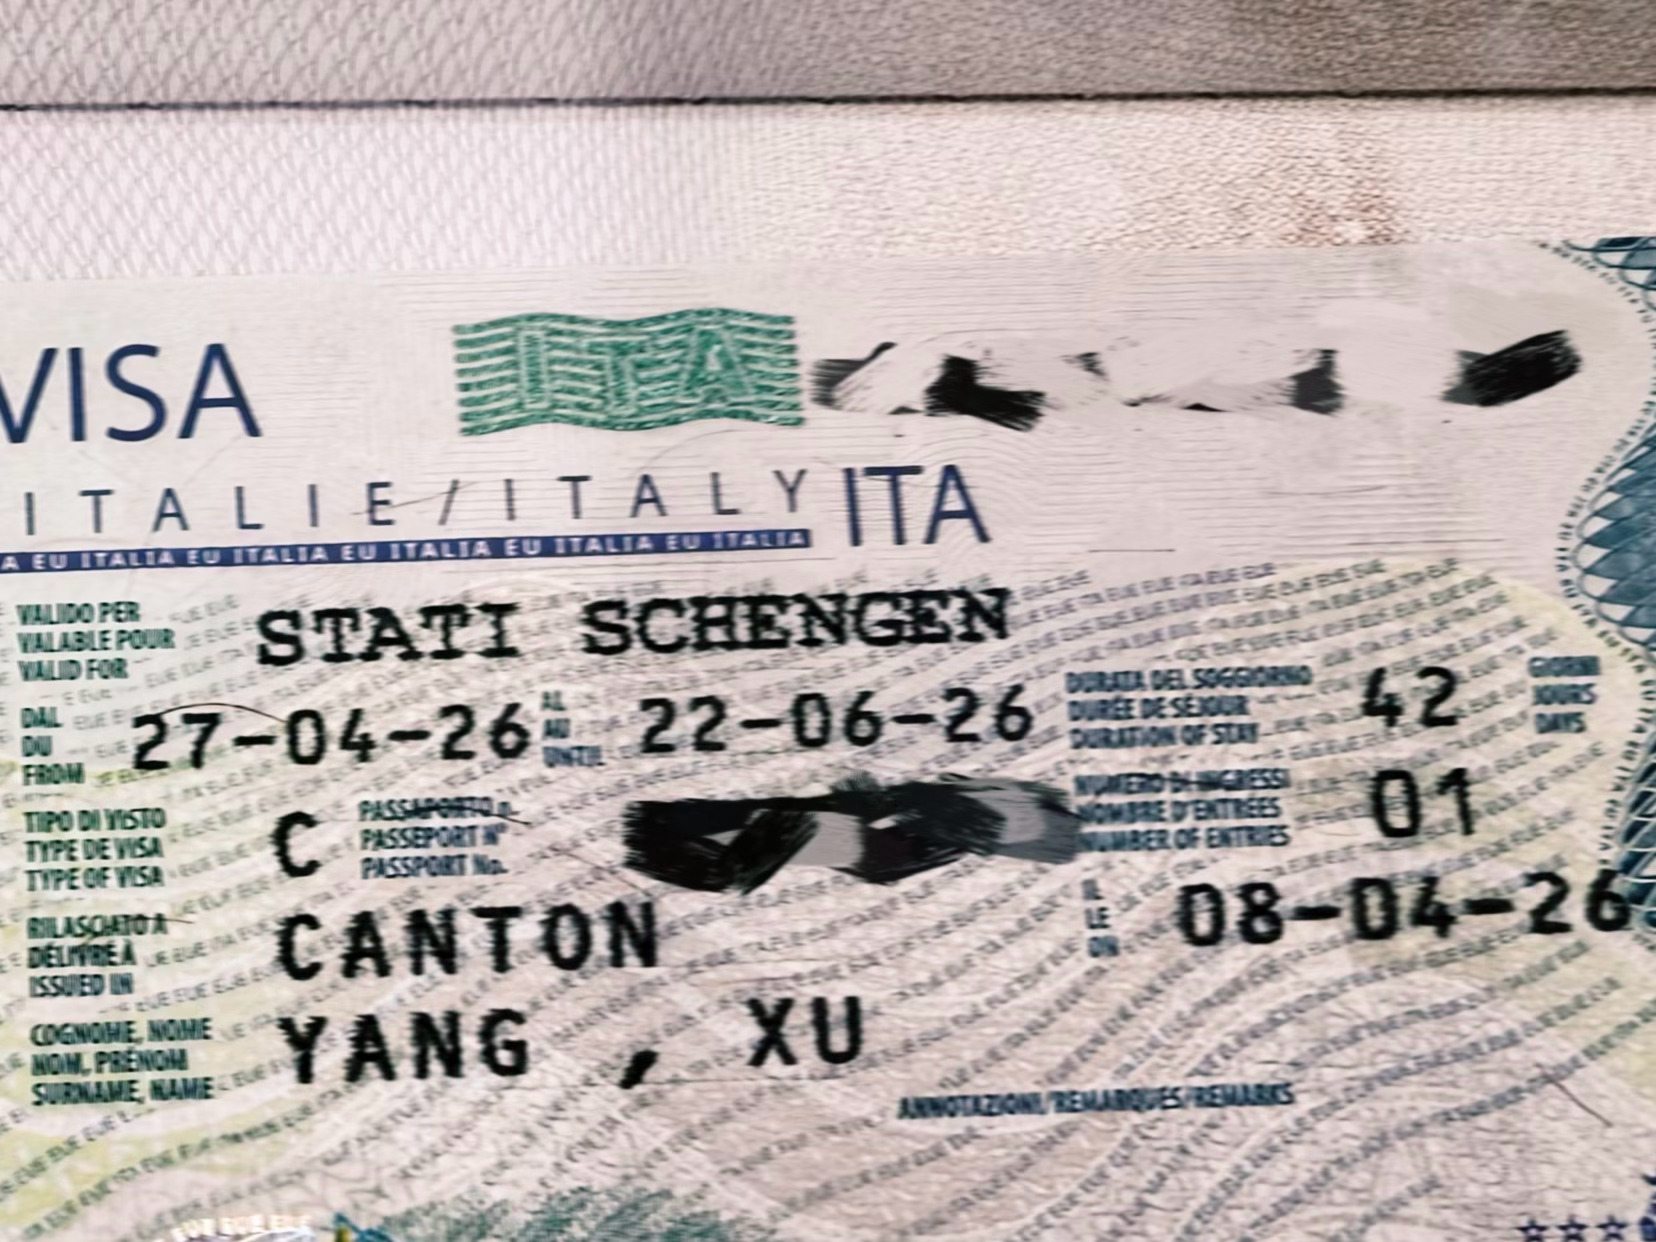 VISA ITA
ITALIE/ITALY ITA
A EU ITALIA EU ITALIA EU ITALIA EU ITALIA EU ITALIA
VALIDO PER
VALABLE POUR
VALID FOR
STATI SCHENGEN
DAL
DU
FROM
27-04-26
AL
AU
UNTIL
22-06-26
DURATA DEL SOGGIORNO
DURÉE DE SÉJOUR
DURATION OF STAY
42
GIORNI
JOURS
DAYS
TIPO DI VISTO
TYPE DE VISA
TYPE OF VISA
C
PASSAPORTO n.
PASSEPORT N°
PASSPORT No.
NUMERO DI INGRESSI
NOMBRE D'ENTRÉES
NUMBER OF ENTRIES
01
RILASCIATO A
DÉLIVRÉ À
ISSUED IN
CANTON
IL
LE
ON
08-04-26
COGNOME, NOME
NOM, PRÉNOM
SURNAME, NAME
YANG , XU
ANNOTAZIONI/REMARQUES/REMARKS